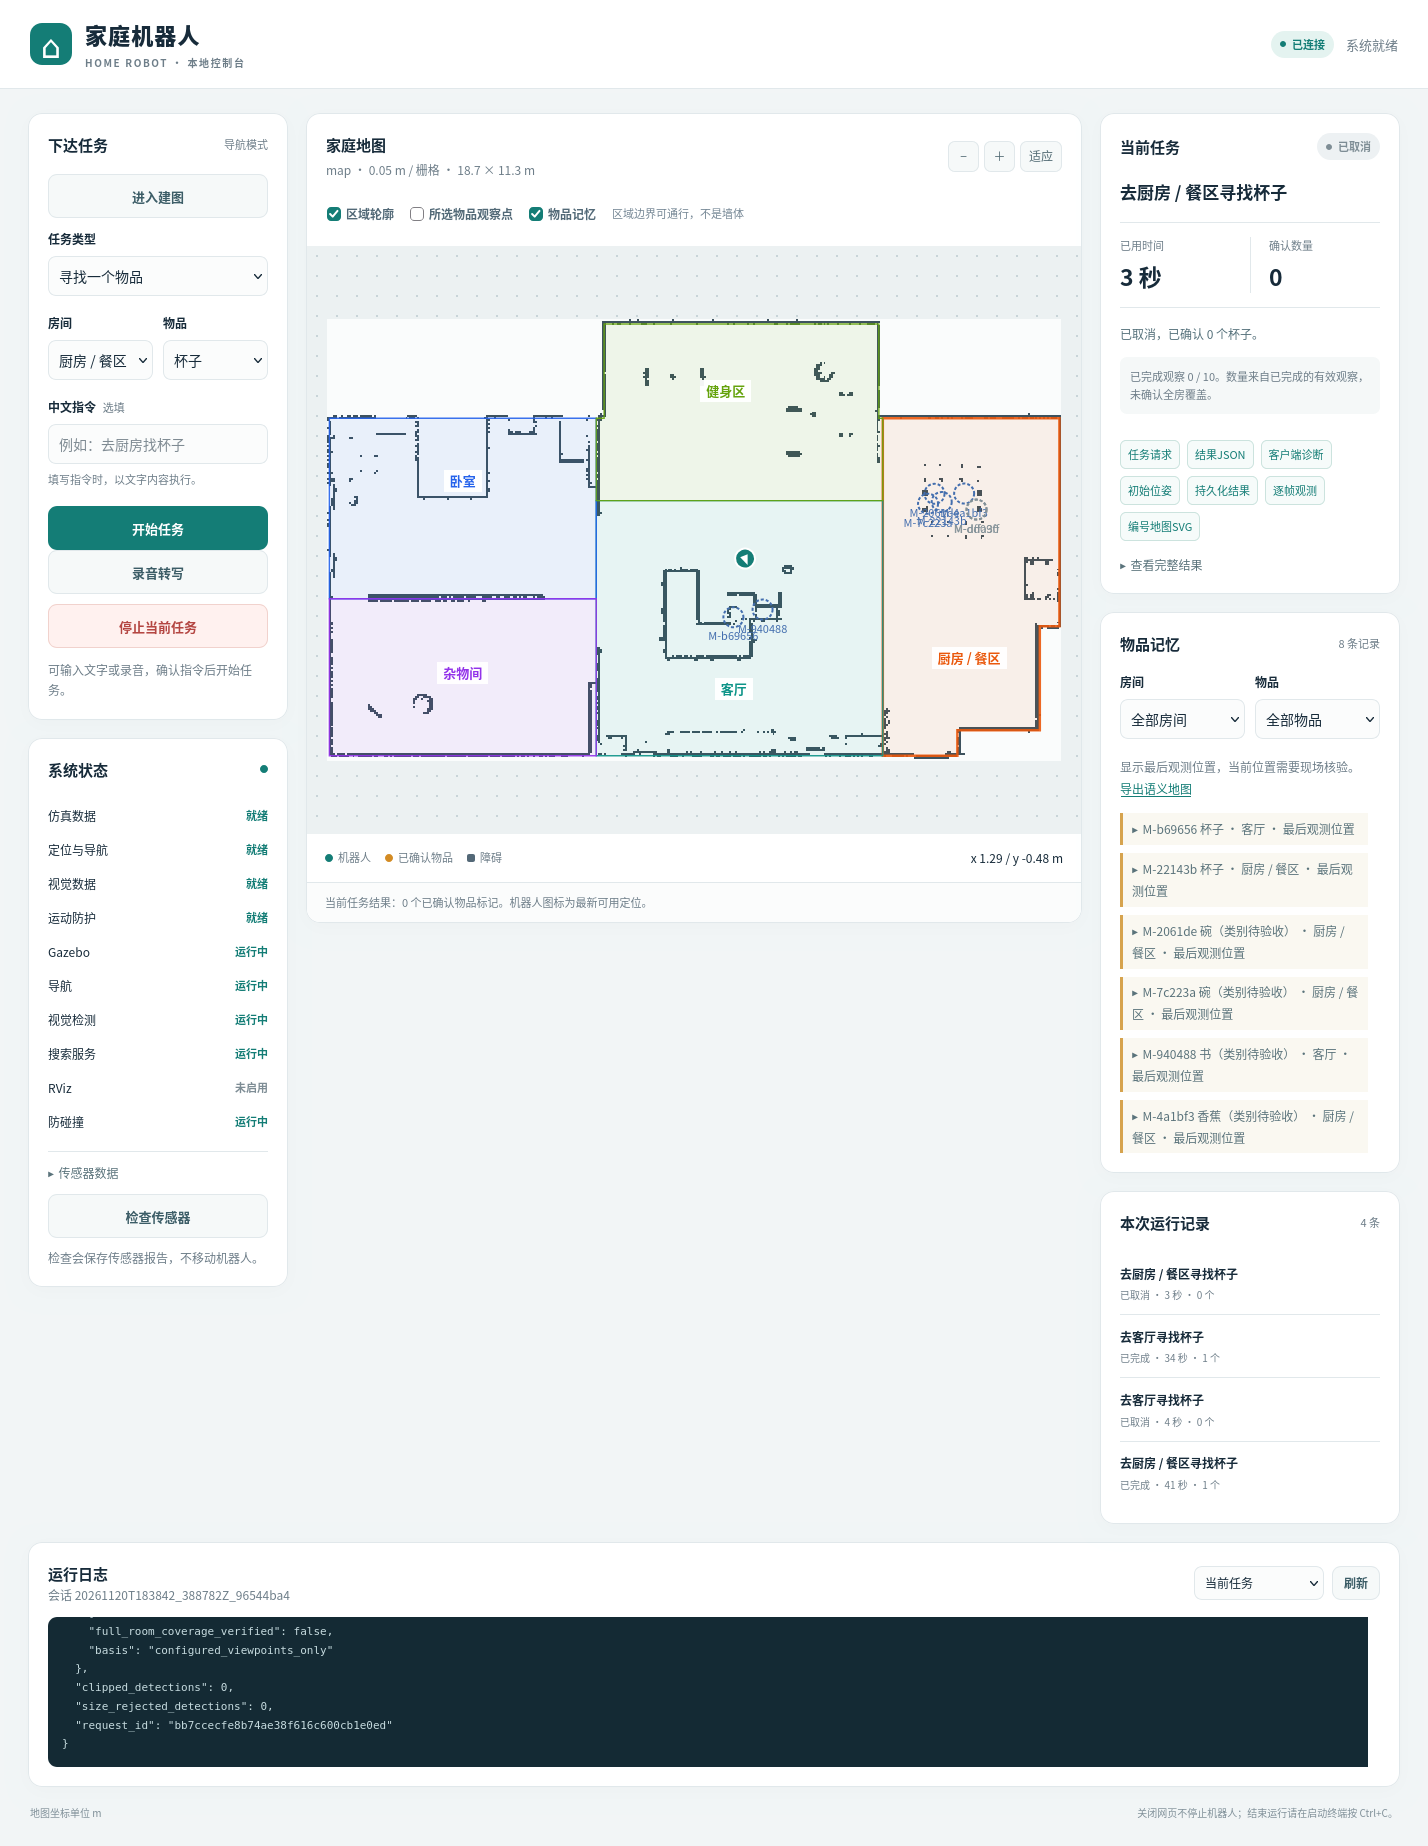 家庭机器人
HOME ROBOT · 本地控制台
已连接
系统就绪
下达任务
导航模式
进入建图
任务类型
寻找一个物品
房间
物品
厨房 / 餐区
杯子
中文指令 选填
例如：去厨房找杯子
填写指令时，以文字内容执行。
开始任务
录音转写
停止当前任务
可输入文字或录音，确认指令后开始任
务。
系统状态
仿真数据
就绪
定位与导航
就绪
视觉数据
就绪
运动防护
就绪
Gazebo
运行中
导航
运行中
视觉检测
运行中
搜索服务
运行中
RViz
未启用
防碰撞
运行中
▸ 传感器数据
检查传感器
检查会保存传感器报告，不移动机器人。
家庭地图
map · 0.05 m / 栅格 · 18.7 × 11.3 m
−
＋
适应
区域轮廓
所选物品观察点
物品记忆
区域边界可通行，不是墙体
健身区
卧室
杂物间
客厅
厨房 / 餐区
M-b69656
M-940488
机器人
已确认物品
障碍
x 1.29 / y -0.48 m
当前任务结果：0 个已确认物品标记。机器人图标为最新可用定位。
当前任务
已取消
去厨房 / 餐区寻找杯子
已用时间
确认数量
3 秒
0
已取消，已确认 0 个杯子。
已完成观察 0 / 10。数量来自已完成的有效观察，
未确认全房覆盖。
任务请求
结果JSON
客户端诊断
初始位姿
持久化结果
逐帧观测
编号地图SVG
▸ 查看完整结果
物品记忆
8 条记录
房间
物品
全部房间
全部物品
显示最后观测位置，当前位置需要现场核验。
导出语义地图
▸ M-b69656 杯子 · 客厅 · 最后观测位置
▸ M-22143b 杯子 · 厨房 / 餐区 · 最后观
测位置
▸ M-2061de 碗（类别待验收） · 厨房 /
餐区 · 最后观测位置
▸ M-7c223a 碗（类别待验收） · 厨房 / 餐
区 · 最后观测位置
▸ M-940488 书（类别待验收） · 客厅 ·
最后观测位置
▸ M-4a1bf3 香蕉（类别待验收） · 厨房 /
餐区 · 最后观测位置
本次运行记录
4 条
去厨房 / 餐区寻找杯子
已取消 · 3 秒 · 0 个
去客厅寻找杯子
已完成 · 34 秒 · 1 个
去客厅寻找杯子
已取消 · 4 秒 · 0 个
去厨房 / 餐区寻找杯子
已完成 · 41 秒 · 1 个
运行日志
会话 20261120T183842_388782Z_96544ba4
当前任务
刷新
"full_room_coverage_verified": false,
"basis": "configured_viewpoints_only"
},
"clipped_detections": 0,
"size_rejected_detections": 0,
"request_id": "bb7ccecfe8b74ae38f616c600cb1e0ed"
}
地图坐标单位 m
关闭网页不停止机器人；结束运行请在启动终端按 Ctrl+C。